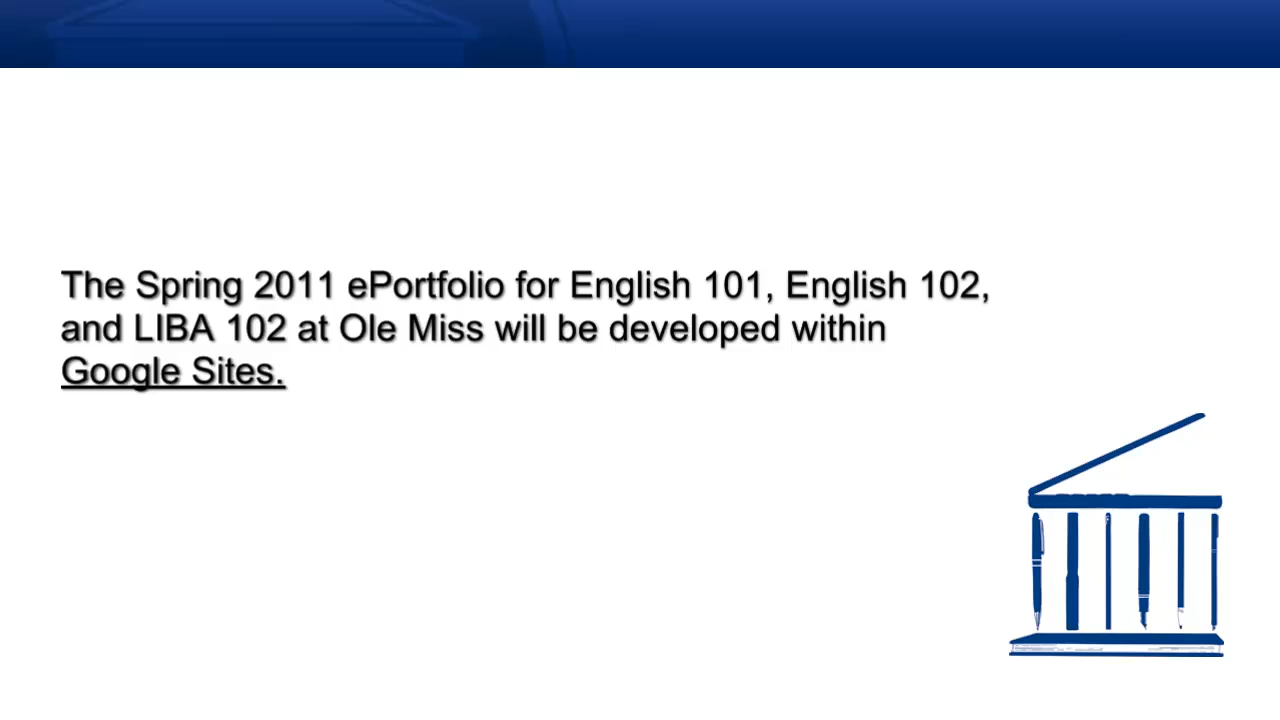 The Spring 2011 ePortfolio for English 101, English 102,
and LIBA 102 at Ole Miss will be developed within
Google Sites.